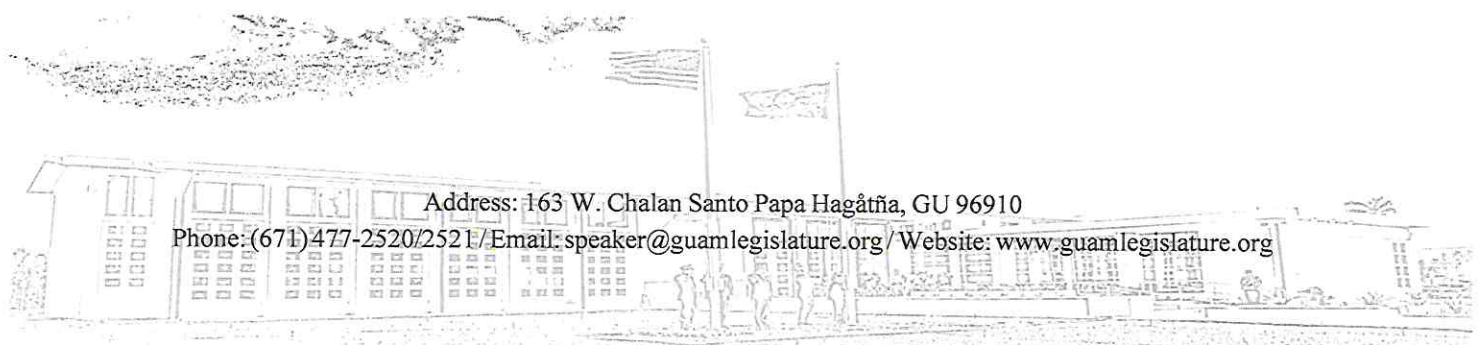 Address: 163 W. Chalan Santo Papa Hagåtña, GU 96910
Phone: (671)477-2520/2521/Email: speaker@guamlegislature.org/Website: www.guamlegislature.org